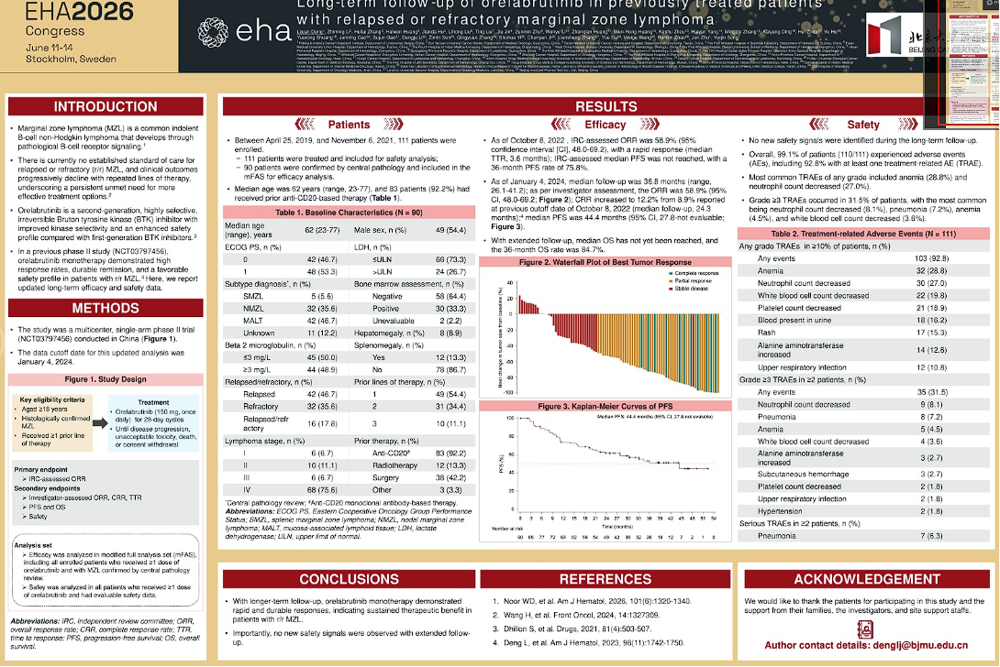 EHA2026
Congress
June 11-14
Stockholm, Sweden
eha
Long-term follow-up of orelabrutinib in previously treated patients
with relapsed or refractory marginal zone lymphoma
INTRODUCTION
• Marginal zone lymphoma (MZL) is a common indolent
B-cell non-Hodgkin lymphoma that develops through
pathological B-cell receptor signaling.1
• There is currently no established standard of care for
relapsed or refractory (r/r) MZL, and clinical outcomes
progressively decline with repeated lines of therapy,
underscoring a persistent unmet need for more
effective treatment options.2
• Orelabrutinib is a second-generation, highly selective,
irreversible Bruton tyrosine kinase (BTK) inhibitor with
improved kinase selectivity and an enhanced safety
profile compared with first-generation BTK inhibitors.3
• In a previous phase II study (NCT03797456),
orelabrutinib monotherapy demonstrated high
response rates, durable remission, and a favorable
safety profile in patients with r/r MZL.4 Here, we report
updated long-term efficacy and safety data.
METHODS
• The study was a multicenter, single-arm phase II trial
(NCT03797456) conducted in China (Figure 1).
• The data cutoff date for this updated analysis was
January 4, 2024.
Figure 1. Study Design
Key eligibility criteria
• Aged ≥18 years
• Histologically confirmed
MZL
• Received ≥1 prior line
of therapy
Treatment
• Orelabrutinib (150 mg, once
daily) for 28-day cycles
• Until disease progression,
unacceptable toxicity, death,
or consent withdrawal
Primary endpoint
➢ IRC-assessed ORR
Secondary endpoints
➢ Investigator-assessed ORR, CRR, TTR
➢ PFS and OS
➢ Safety
Analysis set
➢ Efficacy was analyzed in modified full analysis set (mFAS),
including all enrolled patients who received ≥1 dose of
orelabrutinib and with MZL confirmed by central pathology
review.
➢ Safey was analyzed in all patients who received ≥1 dose
of orelabrutinib and had evaluable safety data.
Abbreviations: IRC, independent review committee; ORR,
overall response rate; CRR, complete response rate; TTR,
time to response; PFS, progression-free survival; OS, overall
survival.
RESULTS
Patients
• Between April 25, 2019, and November 6, 2021, 111 patients were
enrolled.
− 111 patients were treated and included for safety analysis;
− 90 patients were confirmed by central pathology and included in the
mFAS for efficacy analysis.
• Median age was 62 years (range, 23-77), and 83 patients (92.2%) had
received prior anti-CD20-based therapy (Table 1).
Table 1. Baseline Characteristics (N = 90)
Median age (range), years 62 (23-77) Male sex, n (%) 49 (54.4)
ECOG PS, n (%) LDH, n (%)
0 42 (46.7) ≤ULN 66 (73.3)
1 48 (53.3) >ULN 24 (26.7)
Subtype diagnosis*, n (%) Bone marrow assessment, n (%)
SMZL 5 (5.6) Negative 58 (64.4)
NMZL 32 (35.6) Positive 30 (33.3)
MALT 42 (46.7) Unevaluable 2 (2.2)
Unknown 11 (12.2) Hepatomegaly, n (%) 8 (8.9)
Beta 2 microglobulin, n (%) Splenomegaly, n (%)
≤3 mg/L 45 (50.0) Yes 12 (13.3)
≥3 mg/L 44 (48.9) No 78 (86.7)
Relapsed/refractory, n (%) Prior lines of therapy, n (%)
Relapsed 42 (46.7) 1 49 (54.4)
Refractory 32 (35.6) 2 31 (34.4)
Relapsed/refractory 16 (17.8) 3 10 (11.1)
Lymphoma stage, n (%) Prior therapy, n (%)
I 6 (6.7) Anti-CD20# 83 (92.2)
II 10 (11.1) Radiotherapy 12 (13.3)
III 6 (6.7) Surgery 38 (42.2)
IV 68 (75.6) Other 3 (3.3)
*Central pathology review; #Anti-CD20 monoclonal antibody-based therapy.
Abbreviations: ECOG PS, Eastern Cooperative Oncology Group Performance
Status; SMZL, splenic marginal zone lymphoma; NMZL, nodal marginal zone
lymphoma; MALT, mucosa-associated lymphoid tissue; LDH, lactate
dehydrogenase; ULN, upper limit of normal.
Efficacy
• As of October 8, 2022 , IRC-assessed ORR was 58.9% (95%
confidence interval [CI], 48.0-69.2), with a rapid response (median
TTR, 3.6 months); IRC-assessed median PFS was not reached, with a
36-month PFS rate of 75.8%.
• As of January 4, 2024, median follow-up was 36.8 months (range,
26.1-41.2); as per investigator assessment, the ORR was 58.9% (95%
CI, 48.0-69.2; Figure 2); CRR increased to 12.2% from 8.9% reported
at previous cutoff date of October 8, 2022 (median follow-up, 24.3
months);4 median PFS was 44.4 months (95% CI, 27.8-not evaluable;
Figure 3).
• With extended follow-up, median OS has not yet been reached, and
the 36-month OS rate was 84.7%.
Figure 2. Waterfall Plot of Best Tumor Response
Complete response
Partial response
Stable disease
Best change in tumor size from baseline (%)
40
20
0
-20
-40
-60
-80
-100
Figure 3. Kaplan-Meier Curves of PFS
Median PFS: 44.4 months (95% CI, 27.8-not evaluable)
PFS (%)
100
80
60
40
20
0
0 3 6 9 12 15 18 21 24 27 30 33 36 39 42 45 48 51 54
Time (months)
Number at risk
Safety
• No new safety signals were identified during the long-term follow-up.
• Overall, 99.1% of patients (110/111) experienced adverse events
(AEs), including 92.8% with at least one treatment-related AE (TRAE).
• Most common TRAEs of any grade included anemia (28.8%) and
neutrophil count decreased (27.0%).
• Grade ≥3 TRAEs occurred in 31.5% of patients, with the most common
being neutrophil count decreased (8.1%), pneumonia (7.2%), anemia
(4.5%), and white blood cell count decreased (3.6%).
Table 2. Treatment-related Adverse Events (N = 111)
Any grade TRAEs in ≥10% of patients, n (%)
Any events 103 (92.8)
Anemia 32 (28.8)
Neutrophil count decreased 30 (27.0)
White blood cell count decreased 22 (19.8)
Platelet count decreased 21 (18.9)
Blood present in urine 18 (16.2)
Rash 17 (15.3)
Alanine aminotransferase increased 14 (12.6)
Upper respiratory infection 12 (10.8)
Grade ≥3 TRAEs in ≥2 patients, n (%)
Any events 35 (31.5)
Neutrophil count decreased 9 (8.1)
Pneumonia 8 (7.2)
Anemia 5 (4.5)
White blood cell count decreased 4 (3.6)
Alanine aminotransferase increased 3 (2.7)
Subcutaneous hemorrhage 3 (2.7)
Platelet count decreased 2 (1.8)
Upper respiratory infection 2 (1.8)
Hypertension 2 (1.8)
Serious TRAEs in ≥2 patients, n (%)
Pneumonia 7 (6.3)
CONCLUSIONS
• With longer-term follow-up, orelabrutinib monotherapy demonstrated
rapid and durable responses, indicating sustained therapeutic benefit in
patients with r/r MZL.
• Importantly, no new safety signals were observed with extended follow-
up.
REFERENCES
1. Noor WD, et al. Am J Hematol, 2026, 101(6):1320-1340.
2. Wang H, et al. Front Oncol, 2024, 14:1327309.
3. Dhillon S, et al. Drugs, 2021, 81(4):503-507.
4. Deng L, et al. Am J Hematol, 2023, 98(11):1742-1750.
ACKNOWLEDGEMENT
We would like to thank the patients for participating in this study and the
support from their families, the investigators, and site support staffs.
Author contact details: denglj@bjmu.edu.cn